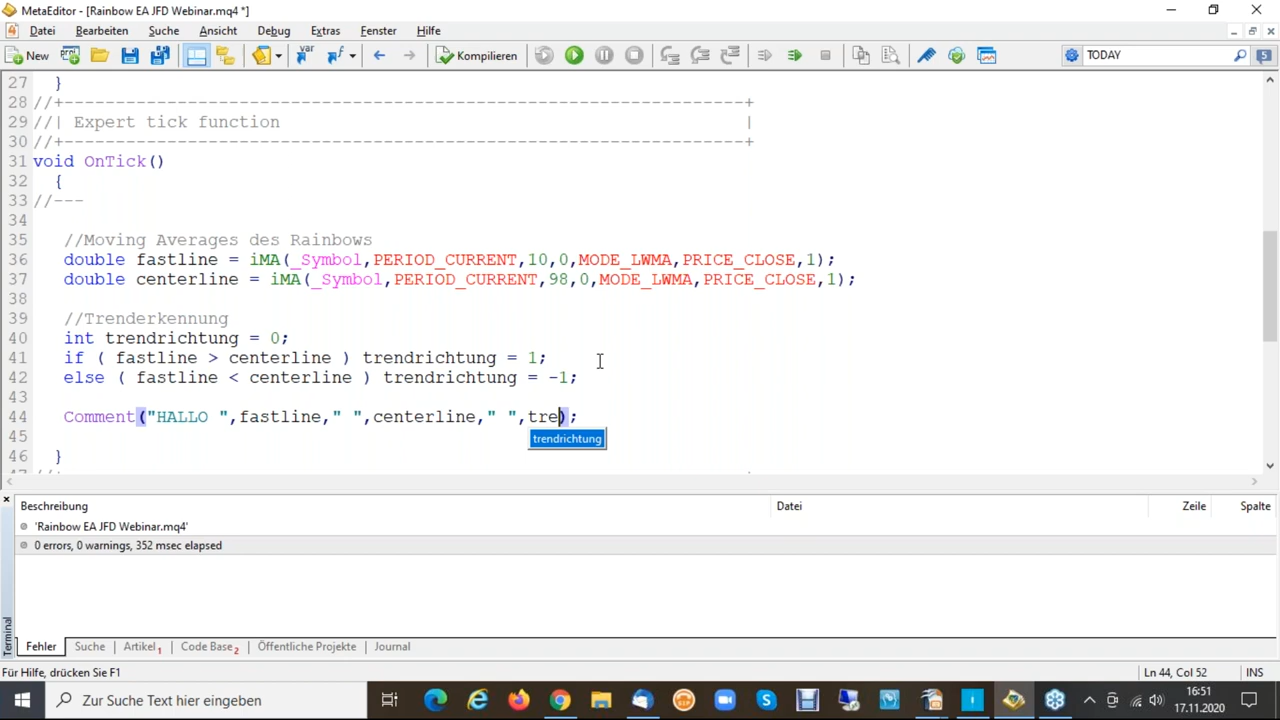 MetaEditor - [Rainbow EA JFD Webinar.mq4 *]
Datei Bearbeiten Suche Ansicht Debug Extras Fenster Hilfe
New var Kompilieren TODAY 5
27 }
28 //+------------------------------------------------------------------+
29 //| Expert tick function |
30 //+------------------------------------------------------------------+
31 void OnTick()
32 {
33 //---
34
35 //Moving Averages des Rainbows
36 double fastline = iMA(_Symbol,PERIOD_CURRENT,10,0,MODE_LWMA,PRICE_CLOSE,1);
37 double centerline = iMA(_Symbol,PERIOD_CURRENT,98,0,MODE_LWMA,PRICE_CLOSE,1);
38
39 //Trenderkennung
40 int trendrichtung = 0;
41 if ( fastline > centerline ) trendrichtung = 1;
42 else ( fastline < centerline ) trendrichtung = -1;
43
44 Comment("HALLO ",fastline," ",centerline," ",tre);
trendrichtung
45
46 }
Beschreibung Datei Zeile Spalte
'Rainbow EA JFD Webinar.mq4'
0 errors, 0 warnings, 352 msec elapsed
Terminal
Fehler Suche Artikel1 Code Base2 Öffentliche Projekte Journal
Für Hilfe, drücken Sie F1 Ln 44, Col 52 INS
Zur Suche Text hier eingeben
16:51
17.11.2020